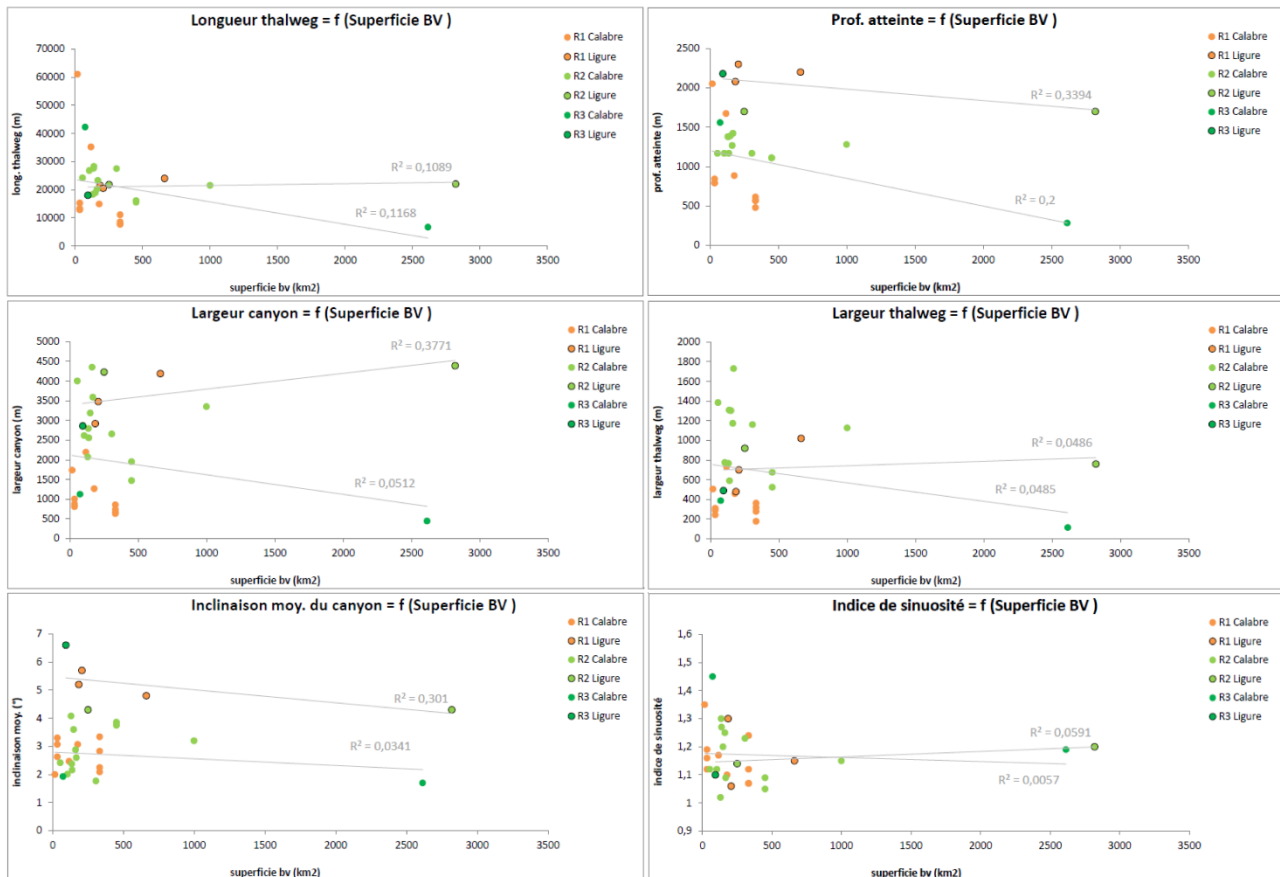 Longueur thalweg = f (Superficie BV )
long. thalweg (m)
70000
60000
50000
40000
30000
20000
10000
0
R² = 0,1089
R² = 0,1168
0 500 1000 1500 2000 2500 3000 3500
superficie bv (km2)
R1 Calabre
R1 Ligure
R2 Calabre
R2 Ligure
R3 Calabre
R3 Ligure
Prof. atteinte = f (Superficie BV )
prof. atteinte (m)
2500
2000
1500
1000
500
0
R² = 0,3394
R² = 0,2
0 500 1000 1500 2000 2500 3000 3500
superficie bv (km2)
R1 Calabre
R1 Ligure
R2 Calabre
R2 Ligure
R3 Calabre
R3 Ligure
Largeur canyon = f (Superficie BV )
largeur canyon (m)
5000
4500
4000
3500
3000
2500
2000
1500
1000
500
0
R² = 0,3771
R² = 0,0512
0 500 1000 1500 2000 2500 3000 3500
superficie bv (km2)
R1 Calabre
R1 Ligure
R2 Calabre
R2 Ligure
R3 Calabre
R3 Ligure
Largeur thalweg = f (Superficie BV )
largeur thalweg (m)
2000
1800
1600
1400
1200
1000
800
600
400
200
0
R² = 0,0486
R² = 0,0485
0 500 1000 1500 2000 2500 3000 3500
superficie bv (km2)
R1 Calabre
R1 Ligure
R2 Calabre
R2 Ligure
R3 Calabre
R3 Ligure
Inclinaison moy. du canyon = f (Superficie BV )
inclinaison moy. (°)
7
6
5
4
3
2
1
0
R² = 0,301
R² = 0,0341
0 500 1000 1500 2000 2500 3000 3500
superficie bv (km2)
R1 Calabre
R1 Ligure
R2 Calabre
R2 Ligure
R3 Calabre
R3 Ligure
Indice de sinuosité = f (Superficie BV )
indice de sinuosité
1,6
1,5
1,4
1,3
1,2
1,1
1
0,9
R² = 0,0591
R² = 0,0057
0 500 1000 1500 2000 2500 3000 3500
superficie bv (km2)
R1 Calabre
R1 Ligure
R2 Calabre
R2 Ligure
R3 Calabre
R3 Ligure